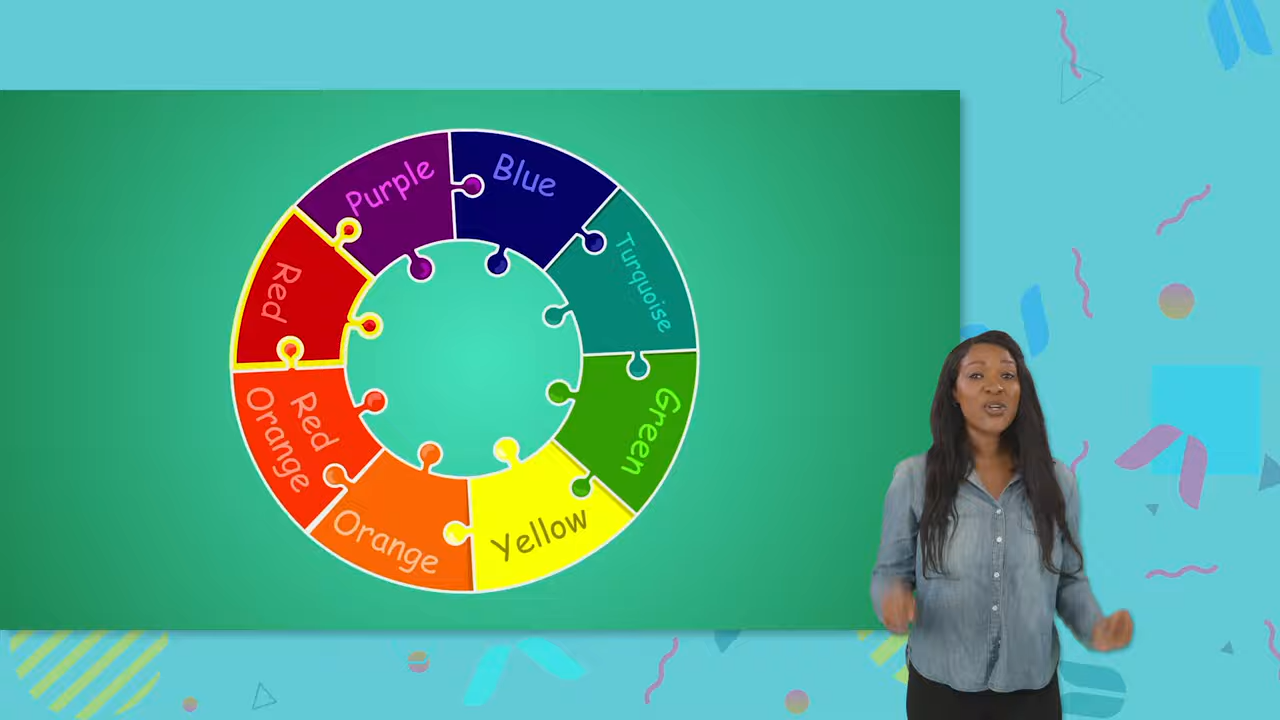 Purple
Blue
Turquoise
Green
Yellow
Orange
Red
Orange
Red